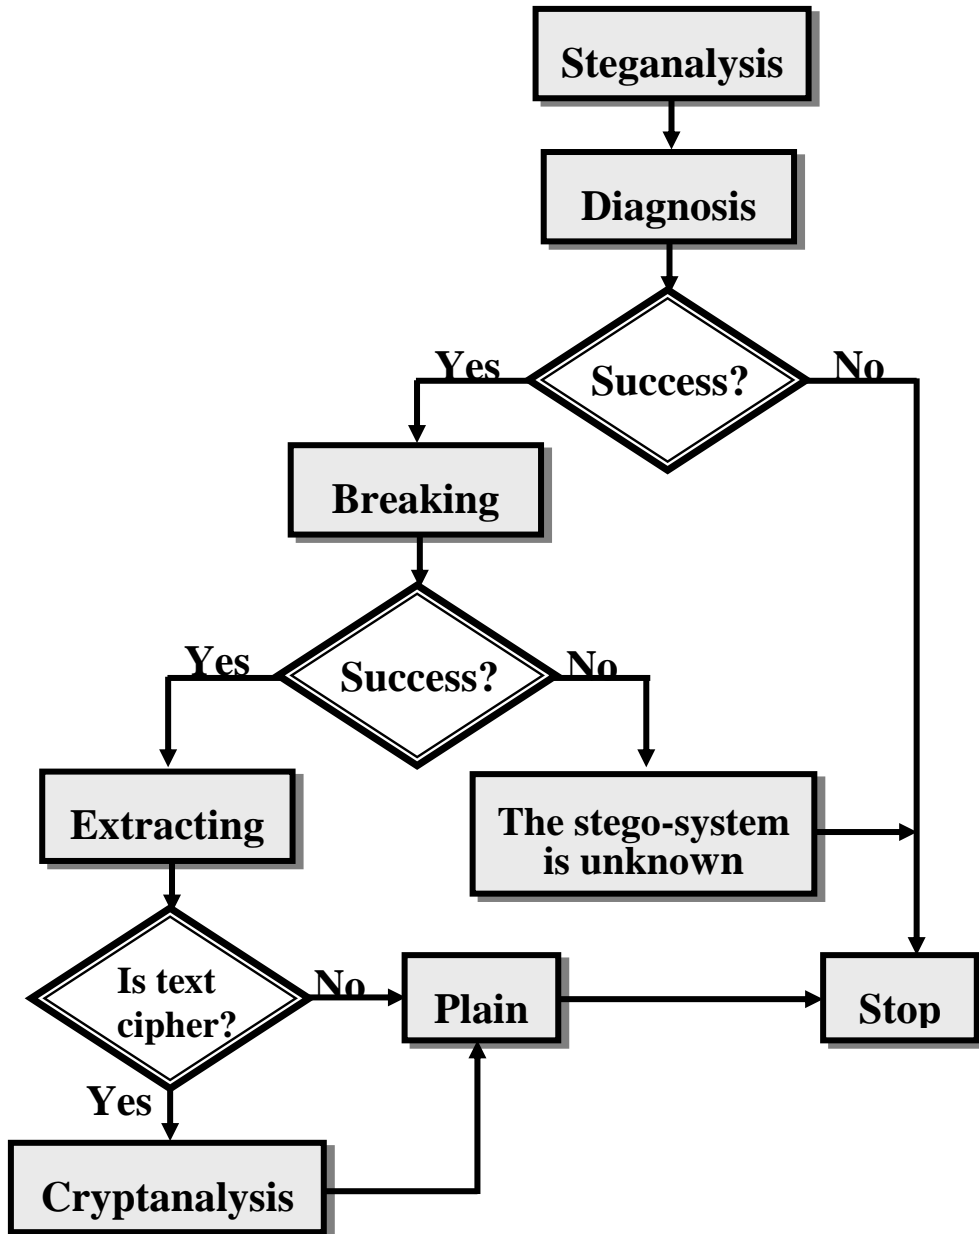 Steganalysis
Diagnosis
Success?
Yes
No
Breaking
Success?
Yes
No
Extracting
The stego-system
is unknown
Is text
cipher?
No
Plain
Stop
Yes
Cryptanalysis